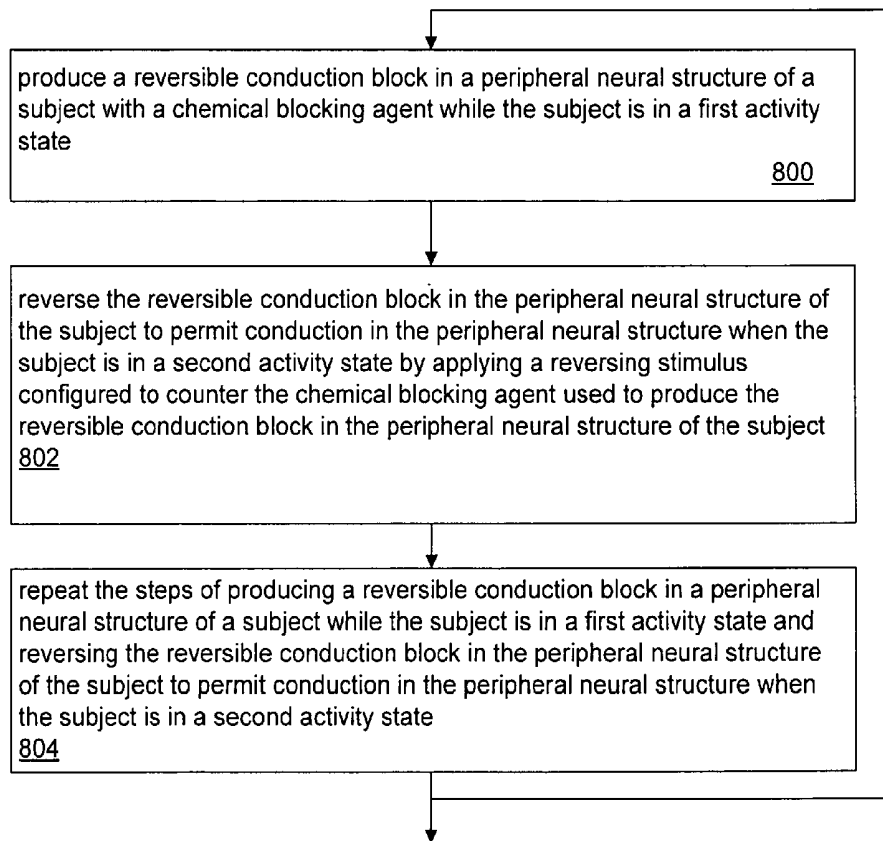 produce a reversible conduction block in a peripheral neural structure of a
subject with a chemical blocking agent while the subject is in a first activity
state
800
reverse the reversible conduction block in the peripheral neural structure of
the subject to permit conduction in the peripheral neural structure when the
subject is in a second activity state by applying a reversing stimulus
configured to counter the chemical blocking agent used to produce the
reversible conduction block in the peripheral neural structure of the subject
802
repeat the steps of producing a reversible conduction block in a peripheral
neural structure of a subject while the subject is in a first activity state and
reversing the reversible conduction block in the peripheral neural structure
of the subject to permit conduction in the peripheral neural structure when
the subject is in a second activity state
804